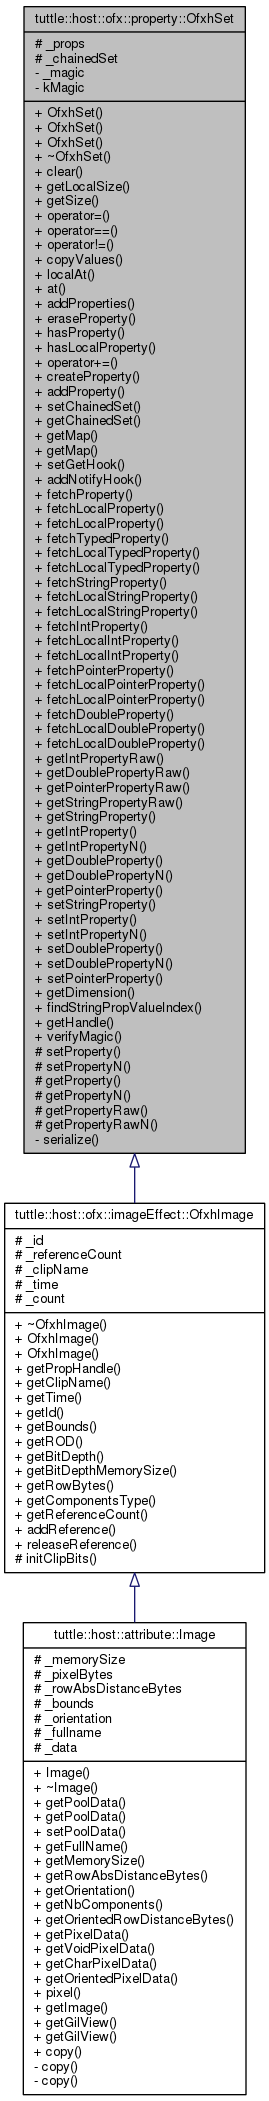 tuttle::host::ofx::property::OfxhSet
# _props
# _chainedSet
- _magic
- kMagic
+ OfxhSet()
+ OfxhSet()
+ OfxhSet()
+ ~OfxhSet()
+ clear()
+ getLocalSize()
+ getSize()
+ operator=()
+ operator==()
+ operator!=()
+ copyValues()
+ localAt()
+ at()
+ addProperties()
+ eraseProperty()
+ hasProperty()
+ hasLocalProperty()
+ operator+=()
+ createProperty()
+ addProperty()
+ setChainedSet()
+ getChainedSet()
+ getMap()
+ getMap()
+ setGetHook()
+ addNotifyHook()
+ fetchProperty()
+ fetchLocalProperty()
+ fetchLocalProperty()
+ fetchTypedProperty()
+ fetchLocalTypedProperty()
+ fetchLocalTypedProperty()
+ fetchStringProperty()
+ fetchLocalStringProperty()
+ fetchLocalStringProperty()
+ fetchIntProperty()
+ fetchLocalIntProperty()
+ fetchLocalIntProperty()
+ fetchPointerProperty()
+ fetchLocalPointerProperty()
+ fetchLocalPointerProperty()
+ fetchDoubleProperty()
+ fetchLocalDoubleProperty()
+ fetchLocalDoubleProperty()
+ getIntPropertyRaw()
+ getDoublePropertyRaw()
+ getPointerPropertyRaw()
+ getStringPropertyRaw()
+ getStringProperty()
+ getIntProperty()
+ getIntPropertyN()
+ getDoubleProperty()
+ getDoublePropertyN()
+ getPointerProperty()
+ setStringProperty()
+ setIntProperty()
+ setIntPropertyN()
+ setDoubleProperty()
+ setDoublePropertyN()
+ setPointerProperty()
+ getDimension()
+ findStringPropValueIndex()
+ getHandle()
+ verifyMagic()
# setProperty()
# setPropertyN()
# getProperty()
# getPropertyN()
# getPropertyRaw()
# getPropertyRawN()
- serialize()
tuttle::host::ofx::imageEffect::OfxhImage
# _id
# _referenceCount
# _clipName
# _time
# _count
+ ~OfxhImage()
+ OfxhImage()
+ OfxhImage()
+ getPropHandle()
+ getClipName()
+ getTime()
+ getId()
+ getBounds()
+ getROD()
+ getBitDepth()
+ getBitDepthMemorySize()
+ getRowBytes()
+ getComponentsType()
+ getReferenceCount()
+ addReference()
+ releaseReference()
# initClipBits()
tuttle::host::attribute::Image
# _memorySize
# _pixelBytes
# _rowAbsDistanceBytes
# _bounds
# _orientation
# _fullname
# _data
+ Image()
+ ~Image()
+ getPoolData()
+ getPoolData()
+ setPoolData()
+ getFullName()
+ getMemorySize()
+ getRowAbsDistanceBytes()
+ getOrientation()
+ getNbComponents()
+ getOrientedRowDistanceBytes()
+ getPixelData()
+ getVoidPixelData()
+ getCharPixelData()
+ getOrientedPixelData()
+ pixel()
+ getImage()
+ getGilView()
+ getGilView()
+ copy()
- copy()
- copy()